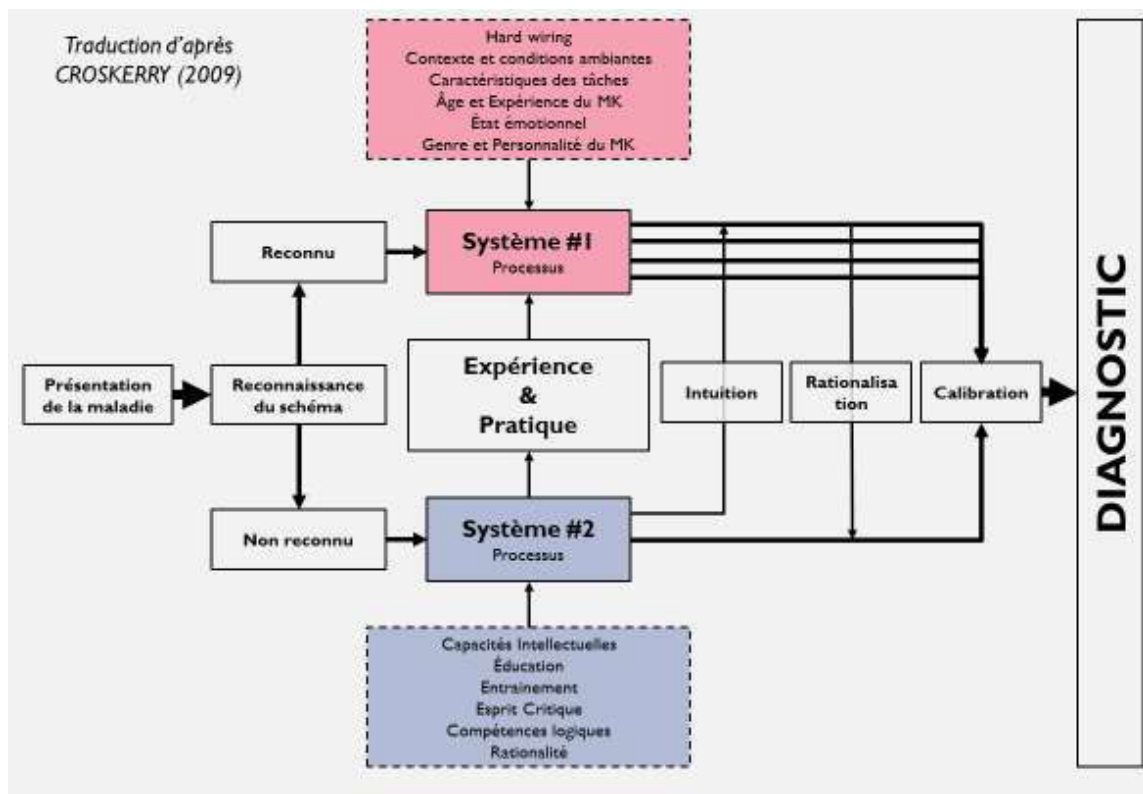 Traduction d'après
CROSKERRY (2009)
Hard wiring
Contexte et conditions ambiantes
Caractéristiques des tâches
Âge et Expérience du MK
État émotionnel
Genre et Personnalité du MK
Reconnu
Système #1
Processus
Présentation
de la maladie
Reconnaissance
du schéma
Expérience
&
Pratique
Intuition
Rationalisa
tion
Calibration
DIAGNOSTIC
Non reconnu
Système #2
Processus
Capacités Intellectuelles
Éducation
Entrainement
Esprit Critique
Compétences logiques
Rationalité